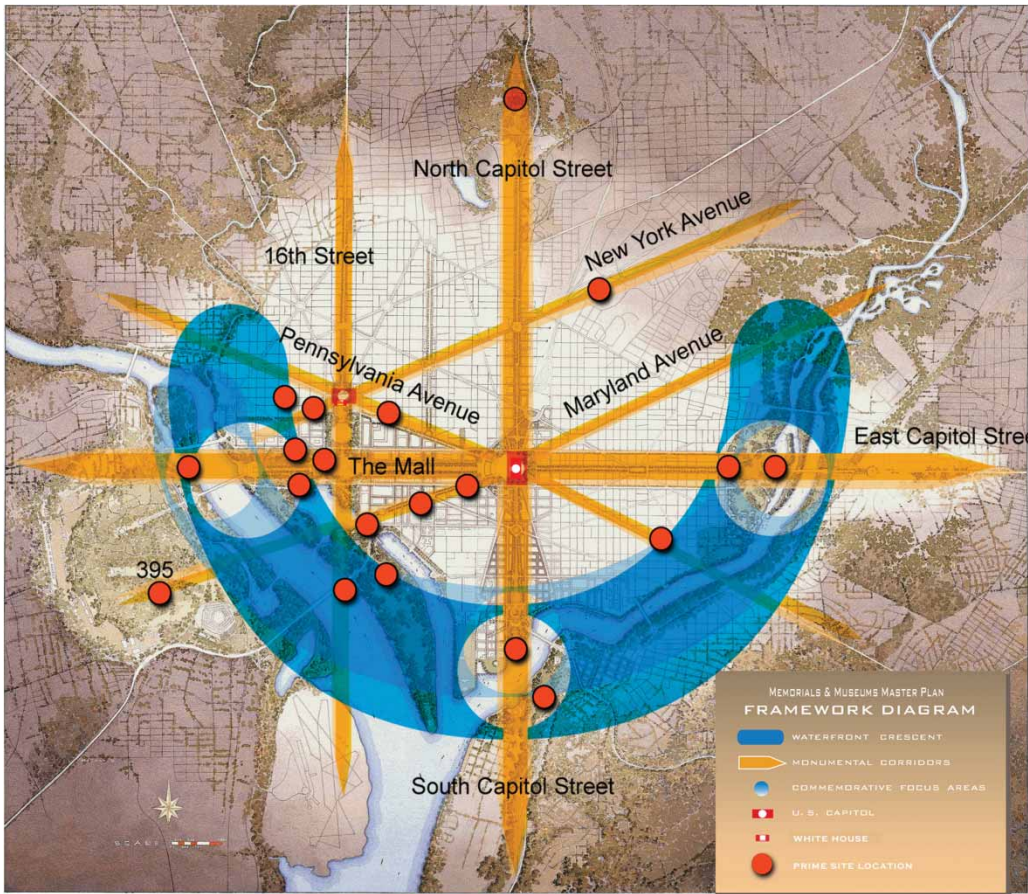 North Capitol Street
New York Avenue
16th Street
Pennsylvania Avenue
Maryland Avenue
East Capitol Street
The Mall
395
South Capitol Street
SCALE
MEMORIALS & MUSEUMS MASTER PLAN
FRAMEWORK DIAGRAM
WATERFRONT CRESCENT
MONUMENTAL CORRIDORS
COMMEMORATIVE FOCUS AREAS
U.S. CAPITOL
WHITE HOUSE
PRIME SITE LOCATION